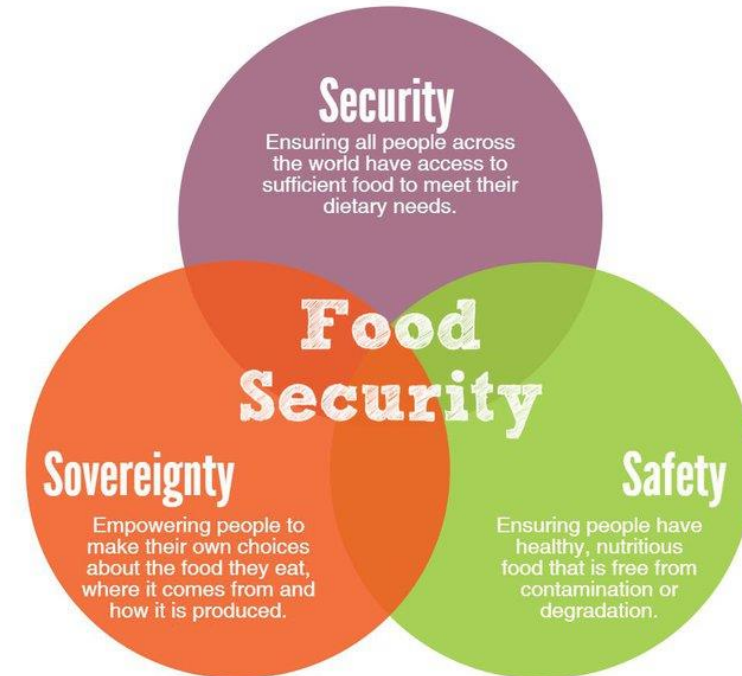 Security
Ensuring all people across
the world have access to
sufficient food to meet their
dietary needs.
Food
Security
Sovereignty
Empowering people to
make their own choices
about the food they eat,
where it comes from and
how it is produced.
Safety
Ensuring people have
healthy, nutritious
food that is free from
contamination or
degradation.